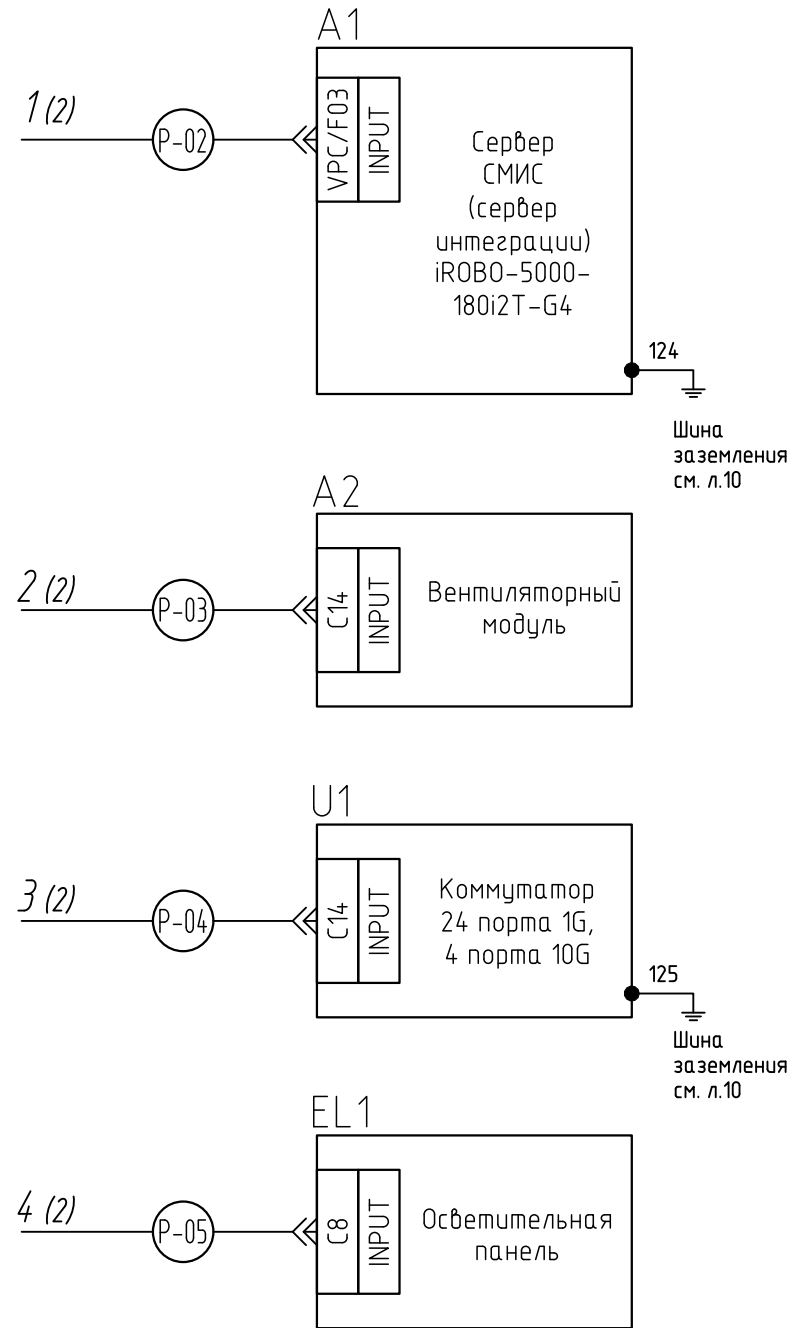 A1
1 (2)
P-02
VPC/F03
INPUT
Сервер
СМИС
(сервер
интеграции)
iROBO-5000-
180i2T-G4
124
Шина
заземления
см. л.10
A2
2 (2)
P-03
C14
INPUT
Вентиляторный
модуль
U1
3 (2)
P-04
C14
INPUT
Коммутатор
24 порта 1G,
4 порта 10G
125
Шина
заземления
см. л.10
EL1
4 (2)
P-05
C8
INPUT
Осветительная
панель